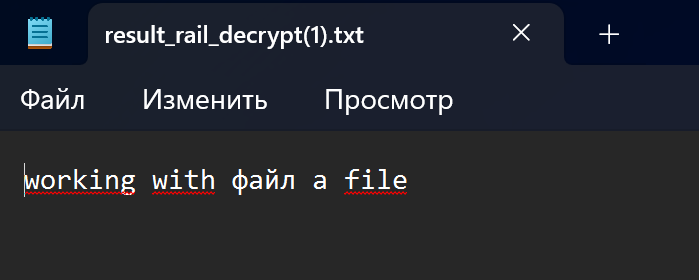 result_rail_decrypt(1).txt
Файл Изменить Просмотр
working with файл a file